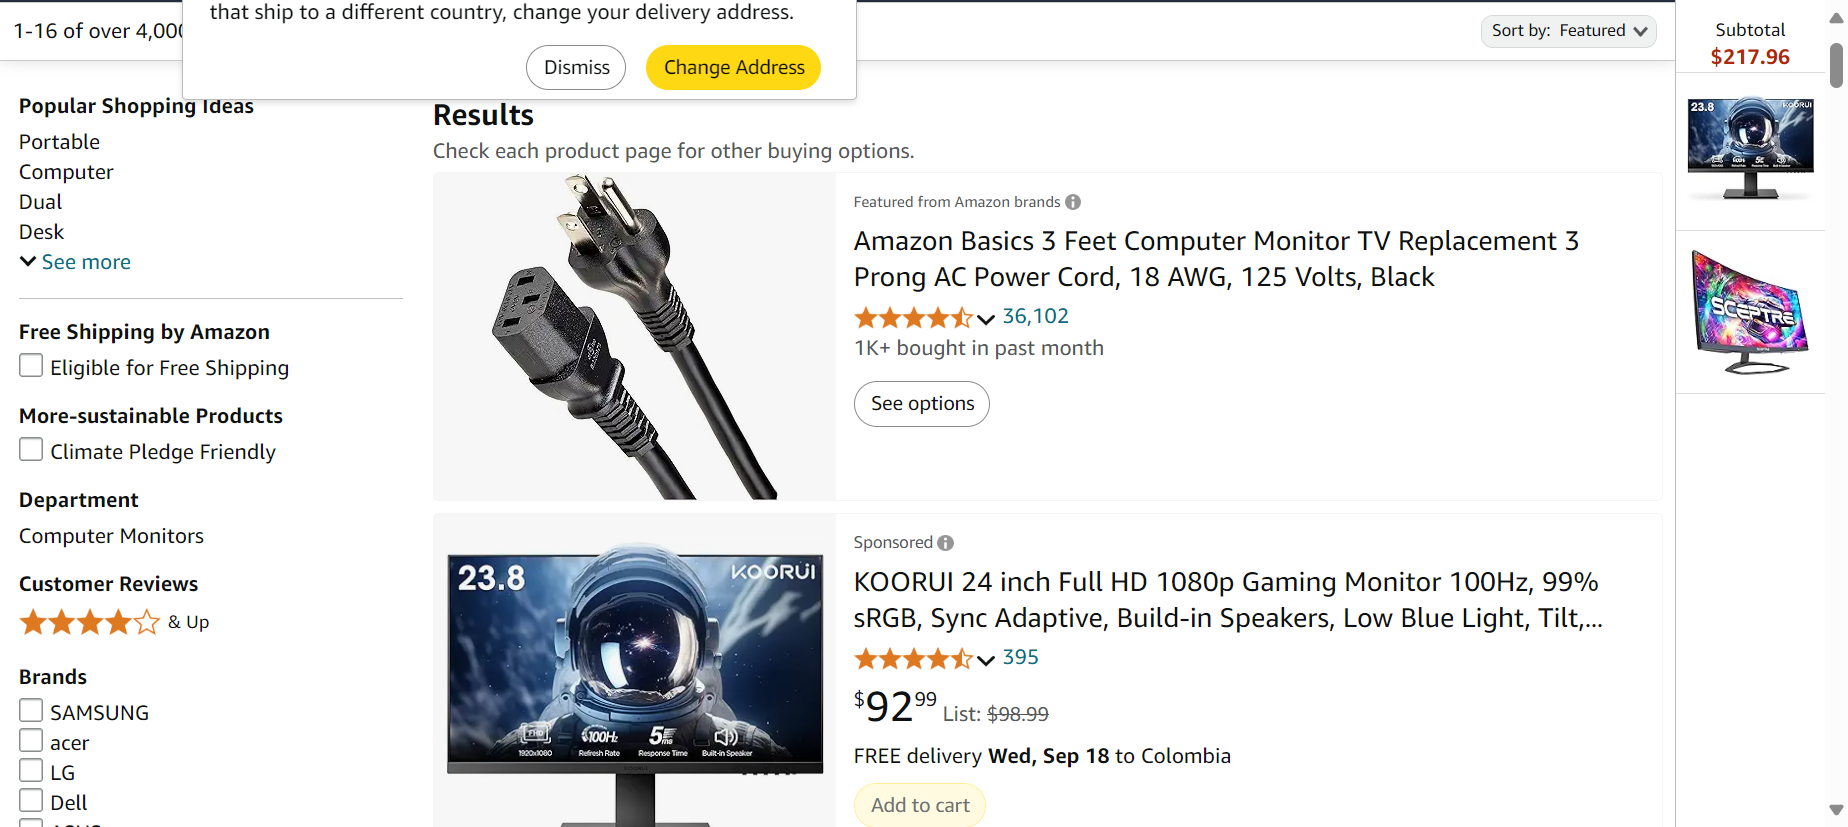 that ship to a different country, change your delivery address.
Dismiss
Change Address
1-16 of over 4,000
Sort by: Featured
Subtotal
$217.96
Popular Shopping Ideas
Portable
Computer
Dual
Desk
See more
Free Shipping by Amazon
Eligible for Free Shipping
More-sustainable Products
Climate Pledge Friendly
Department
Computer Monitors
Customer Reviews
& Up
Brands
SAMSUNG
acer
LG
Dell
Results
Check each product page for other buying options.
Featured from Amazon brands
Amazon Basics 3 Feet Computer Monitor TV Replacement 3
Prong AC Power Cord, 18 AWG, 125 Volts, Black
36,102
1K+ bought in past month
See options
23.8
KOORUI
FHD 100Hz 5ms
1920x1080 Refresh Rate Response Time Built-in Speaker
Sponsored
KOORUI 24 inch Full HD 1080p Gaming Monitor 100Hz, 99%
sRGB, Sync Adaptive, Build-in Speakers, Low Blue Light, Tilt,...
395
$92.99 List: $98.99
FREE delivery Wed, Sep 18 to Colombia
Add to cart
23.8 KOORUI
SCEPTRE